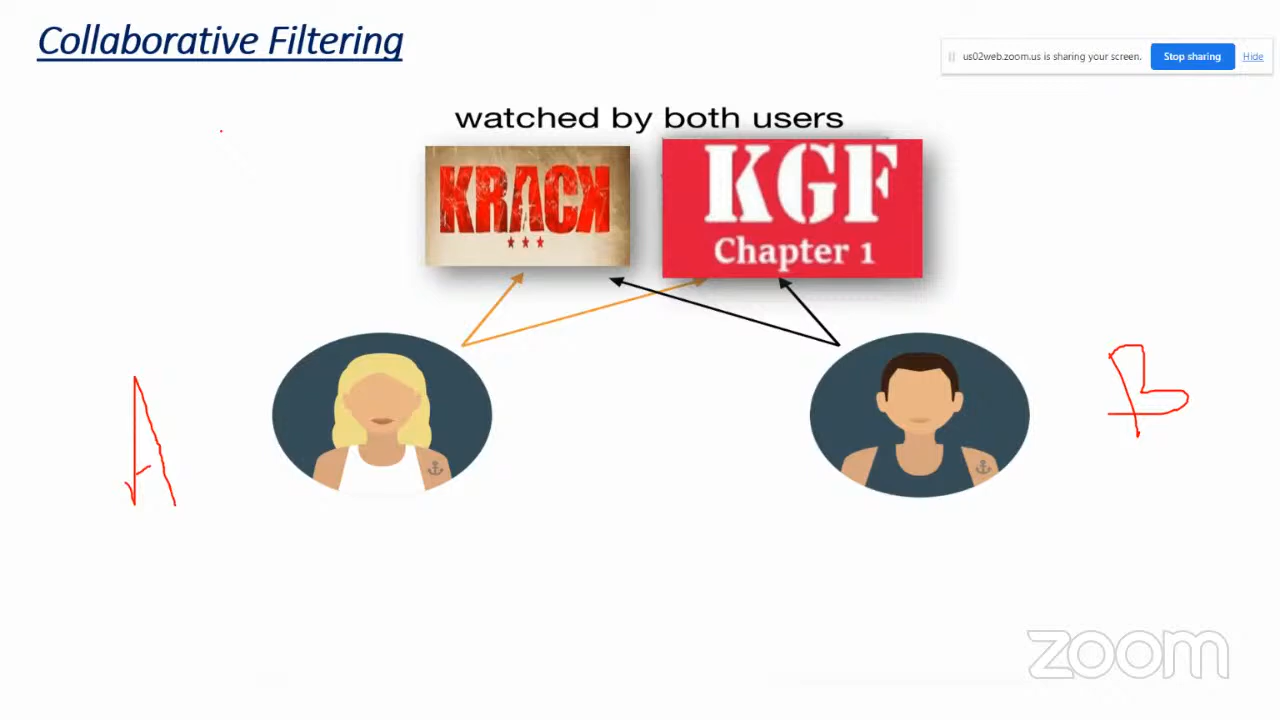 Collaborative Filtering
us02web.zoom.us is sharing your screen. Stop sharing Hide
watched by both users
KRACK
KGF
Chapter 1
A
B
zoom